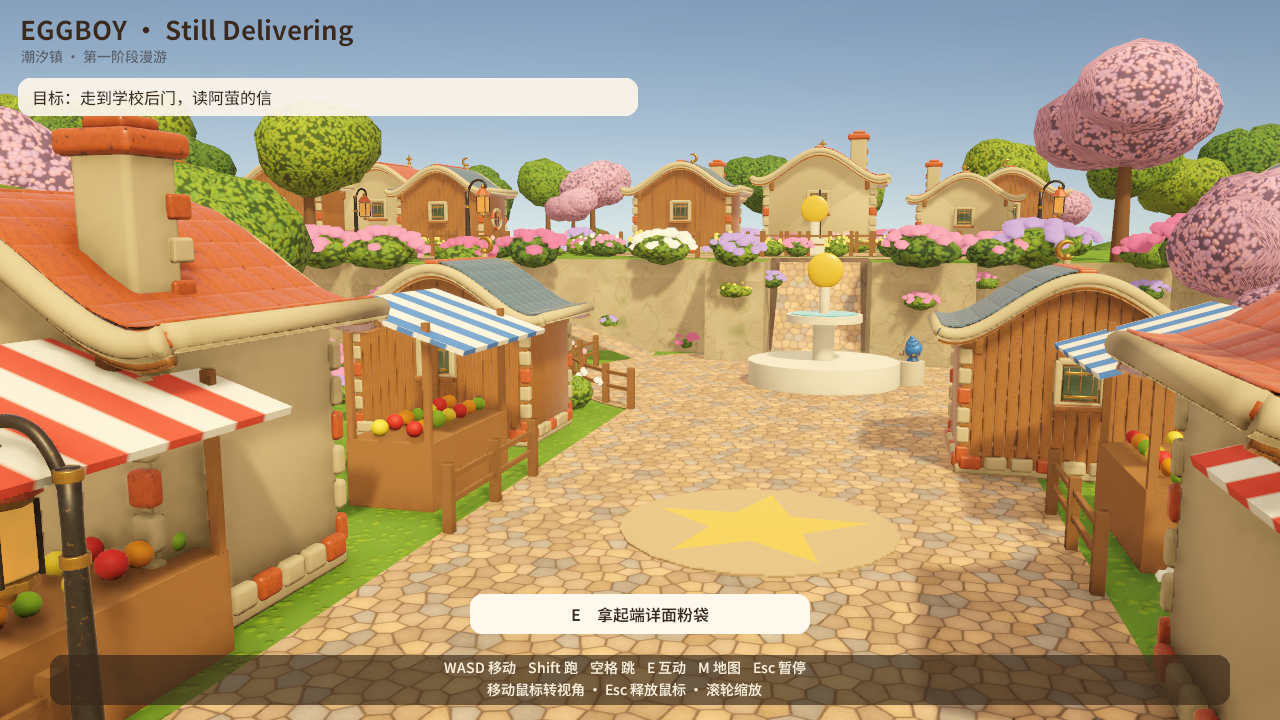 EGGBOY · Still Delivering
潮汐镇 · 第一阶段漫游
目标：走到学校后门，读阿萤的信
E 拿起端详面粉袋
WASD 移动 Shift 跑 空格 跳 E 互动 M 地图 Esc 暂停
移动鼠标转视角 · Esc 释放鼠标 · 滚轮缩放